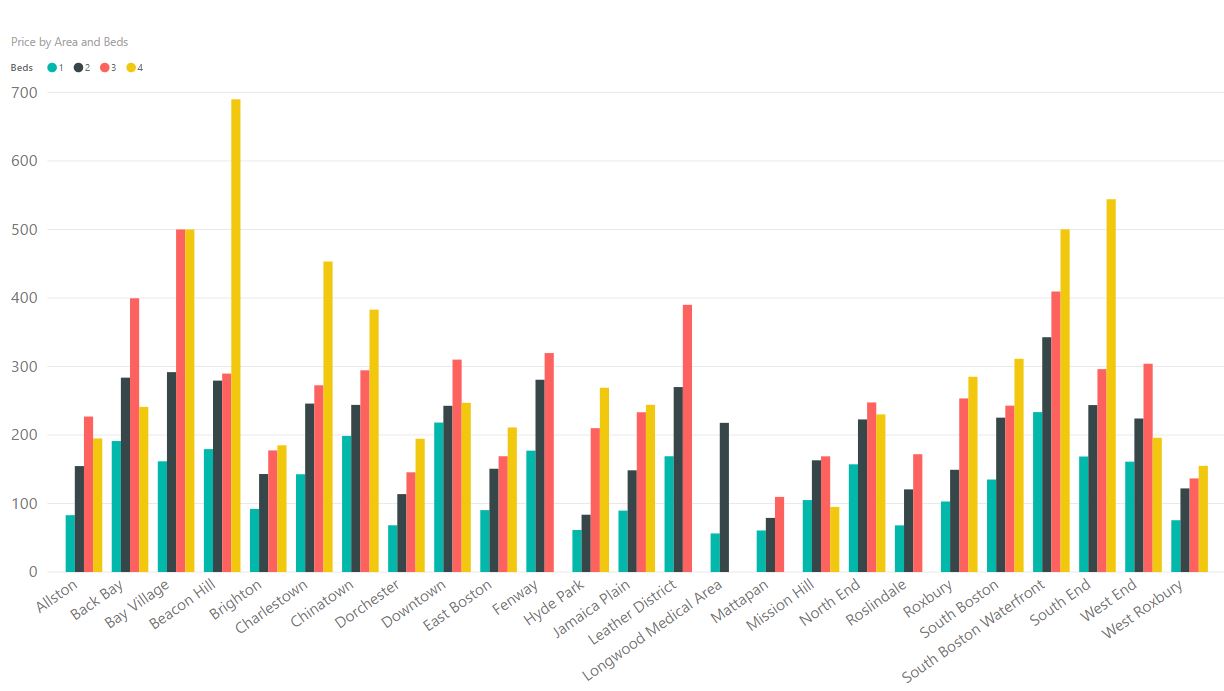 Price by Area and Beds
Beds 1 2 3 4
700
600
500
400
300
200
100
0
Allston
Back Bay
Bay Village
Beacon Hill
Brighton
Charlestown
Chinatown
Dorchester
Downtown
East Boston
Fenway
Hyde Park
Jamaica Plain
Leather District
Longwood Medical Area
Mattapan
Mission Hill
North End
Roslindale
Roxbury
South Boston
South Boston Waterfront
South End
West End
West Roxbury